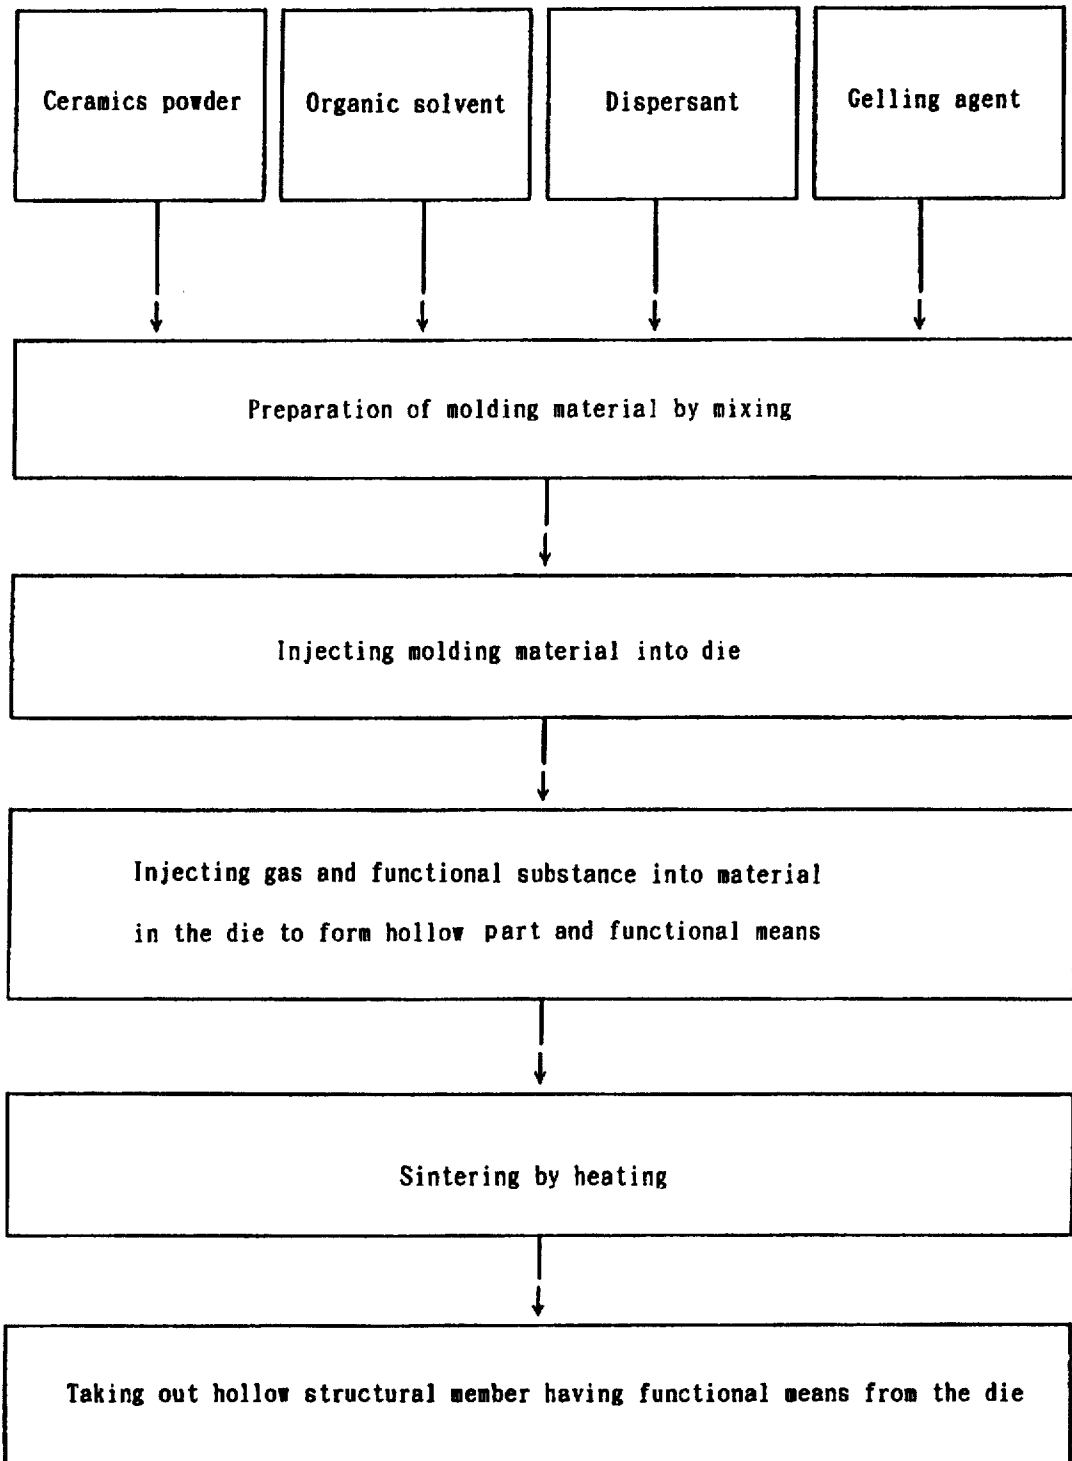 Ceramics powder
Organic solvent
Dispersant
Gelling agent
Preparation of molding material by mixing
Injecting molding material into die
Injecting gas and functional substance into material
in the die to form hollow part and functional means
Sintering by heating
Taking out hollow structural member having functional means from the die